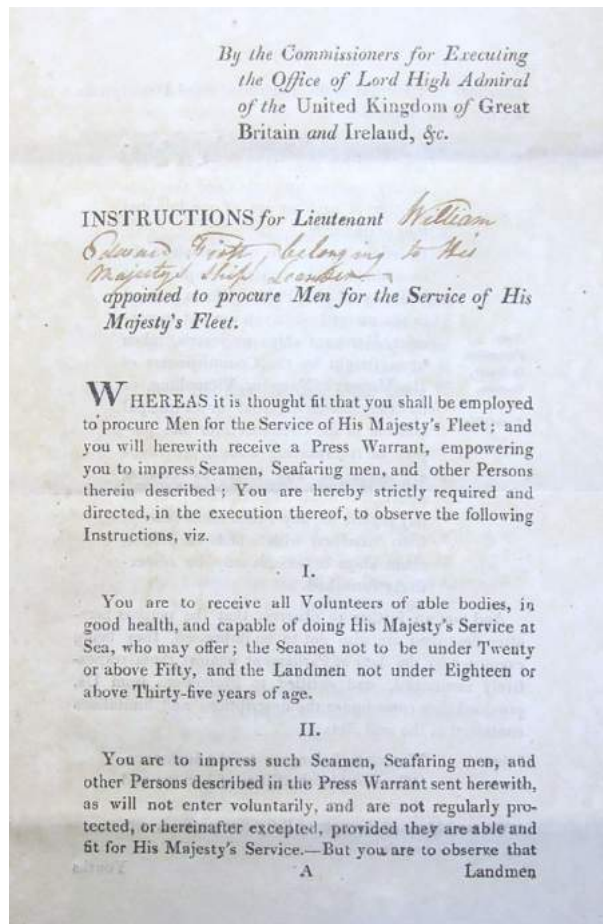 By the Commissioners for Executing
the Office of Lord High Admiral
of the United Kingdom of Great
Britain and Ireland, &c.
INSTRUCTIONS for Lieutenant William
Edward belonging to His
Majestys Ship
appointed to procure Men for the Service of His
Majesty's Fleet.
WHEREAS it is thought fit that you shall be employed
to procure Men for the Service of His Majesty's Fleet; and
you will herewith receive a Press Warrant, empowering
you to impress Seamen, Seafaring men, and other Persons
therein described; You are hereby strictly required and
directed, in the execution thereof, to observe the following
Instructions, viz.
I.
You are to receive all Volunteers of able bodies, in
good health, and capable of doing His Majesty's Service at
Sea, who may offer; the Seamen not to be under Twenty
or above Fifty, and the Landmen not under Eighteen or
above Thirty-five years of age.
II.
You are to impress such Seamen, Seafaring men, and
other Persons described in the Press Warrant sent herewith,
as will not enter voluntarily, and are not regularly pro-
tected, or hereinafter excepted, provided they are able and
fit for His Majesty's Service.—But you are to observe that
A Landmen